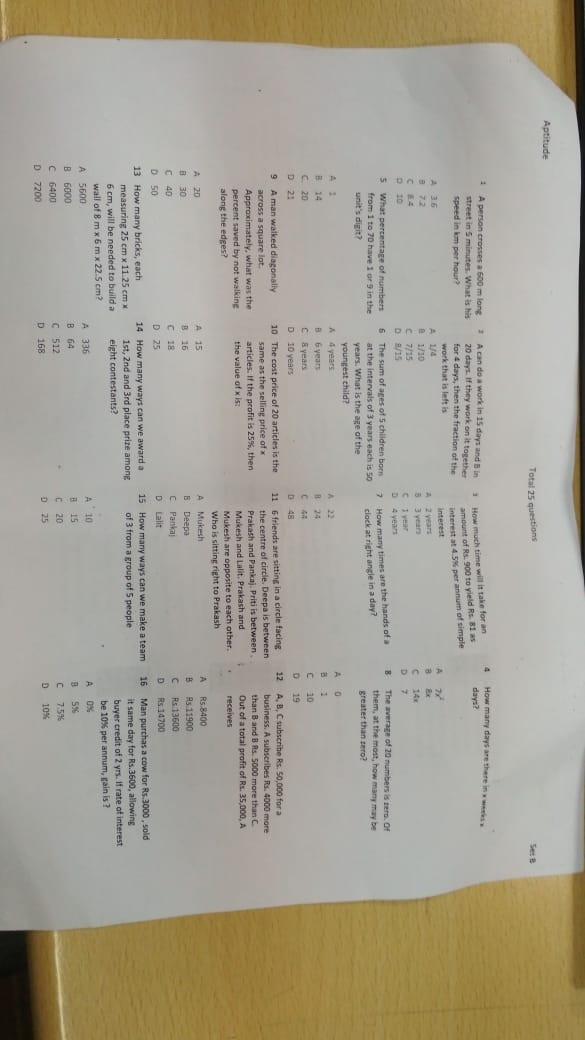 Aptitude
Total 25 questions
Set B
1 A person crosses a 600 m long
street in 5 minutes. What is his
speed in km per hour?
A 3.6
B 7.2
C 8.4
D 10
2 A can do a work in 15 days and B in
20 days. If they work on it together
for 4 days, then the fraction of the
work that is left is
A 1/4
B 1/10
C 7/15
D 8/15
3 How much time will it take for an
amount of Rs. 900 to yield Rs. 81 as
interest at 4.5% per annum of simple
interest
A 2 years
B 3 years
C 1 year
D 4 years
4 How many days are there in x weeks x
days?
A 7x²
B 8x
C 14x
D 7
5 What percentage of numbers
from 1 to 70 have 1 or 9 in the
unit's digit?
A 1
B 14
C. 20
D 21
6 The sum of ages of 5 children born
at the intervals of 3 years each is 50
years. What is the age of the
youngest child?
A 4 years
B 6 years
C 8 years
D 10 years
7 How many times are the hands of a
clock at right angle in a day?
A 22
B 24
C 44
D 48
8 The average of 20 numbers is zero. Of
them, at the most, how many may be
greater than zero?
A 0
B 1
C 10
D 19
9 A man walked diagonally
across a square lot.
Approximately, what was the
percent saved by not walking
along the edges?
A 20
B 30
C 40
D 50
10 The cost price of 20 articles is the
same as the selling price of x
articles. If the profit is 25%, then
the value of x is:
A 15
B 16
C 18
D 25
11 6 friends are sitting in a circle facing
the centre of circle. Deepa is between
Prakash and Pankaj. Priti is between
Mukesh and Lalit. Prakash and
Mukesh are opposite to each other.
Who is sitting right to Prakash
A Mukesh
B Deepa
C Pankaj
D Lalit
12 A, B, C subscribe Rs. 50,000 for a
business. A subscribes Rs. 4000 more
than B and B Rs. 5000 more than C.
Out of a total profit of Rs. 35,000, A
receives
A Rs.8400
B Rs.11900
C Rs.13600
D Rs.14700
13 How many bricks, each
measuring 25 cm x 11.25 cm x
6 cm, will be needed to build a
wall of 8 m x 6 m x 22.5 cm?
A 5600
B 6000
C 6400
D 7200
14 How many ways can we award a
1st, 2nd and 3rd place prize among
eight contestants?
A 336
B 64
C 512
D 168
15 How many ways can we make a team
of 3 from a group of 5 people
A 10
B 15
C 20
D 25
16 Man purchas a cow for Rs.3000 , sold
it same day for Rs.3600, allowing
buyer credit of 2 yrs. If rate of interest
be 10% per annum, gain is ?
A 0%
B 5%
C 7.5%
D 10%